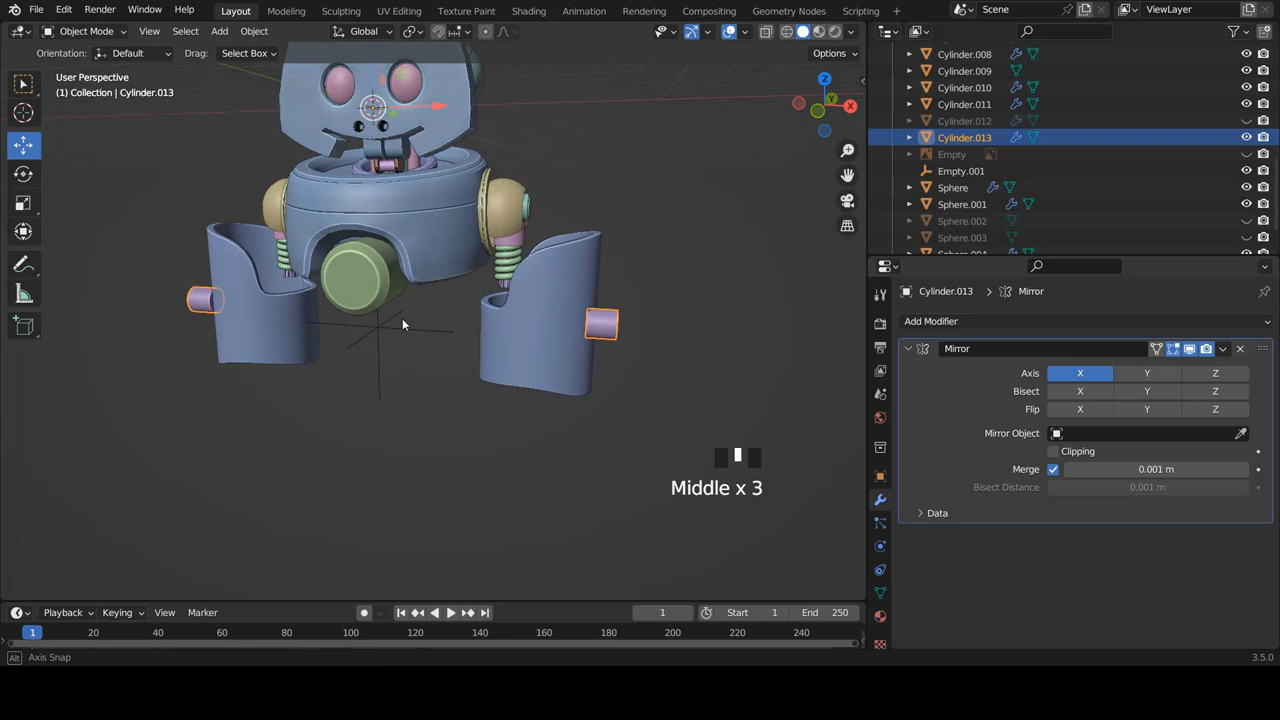 File Edit Render Window Help Layout Modeling Sculpting UV Editing Texture Paint Shading Animation Rendering Compositing Geometry Nodes Scripting + Scene ViewLayer
Object Mode View Select Add Object Global
Orientation: Default Drag: Select Box Options
User Perspective
(1) Collection | Cylinder.013
Z
Y
X
Cylinder.008
Cylinder.009
Cylinder.010
Cylinder.011
Cylinder.012
Cylinder.013
Empty
Empty.001
Sphere
Sphere.001
Sphere.002
Sphere.003
Sphere.004
Cylinder.013 > Mirror
Add Modifier
Mirror
Axis X Y Z
Bisect X Y Z
Flip X Y Z
Mirror Object
Clipping
Merge 0.001 m
Bisect Distance 0.001 m
Data
Middle x 3
Playback Keying View Marker 1 Start 1 End 250
1 20 40 60 80 100 120 140 160 180 200 220 240
Alt Axis Snap 3.5.0